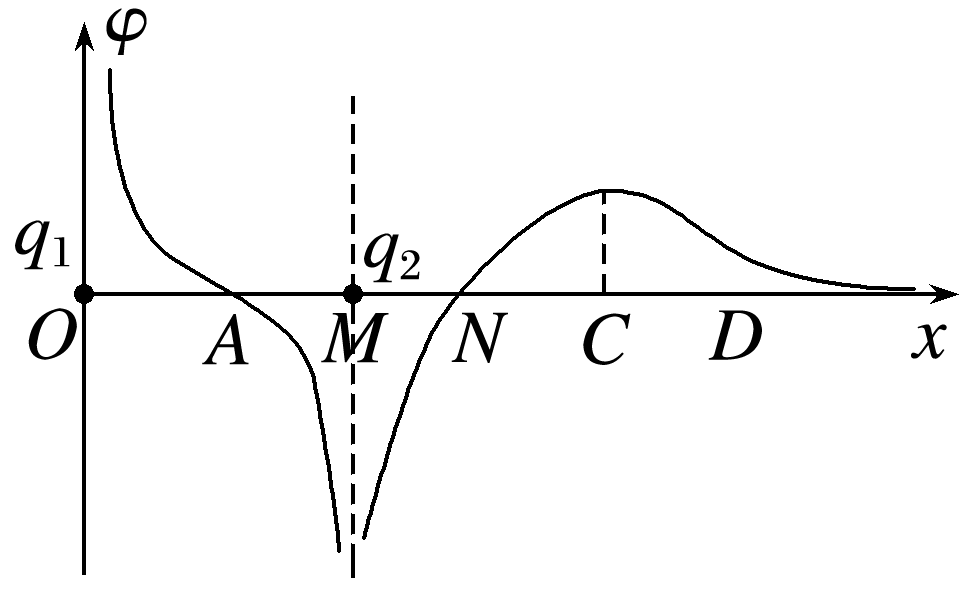 φ
q₁
q₂
O A M N C D x